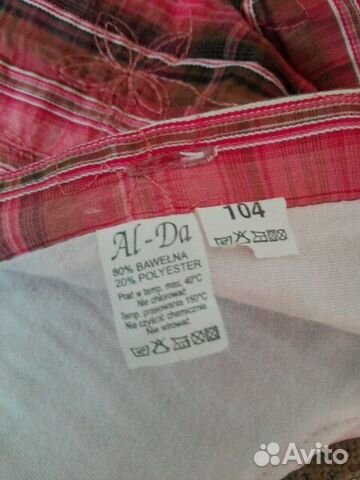 Al-Da
80% BAWEŁNA
20% POLYESTER
Prać w temp. max. 40°C
Nie chlorować
Temp. prasowania 150°C
Nie czyścić chemicznie
Nie wirować
104
Avito